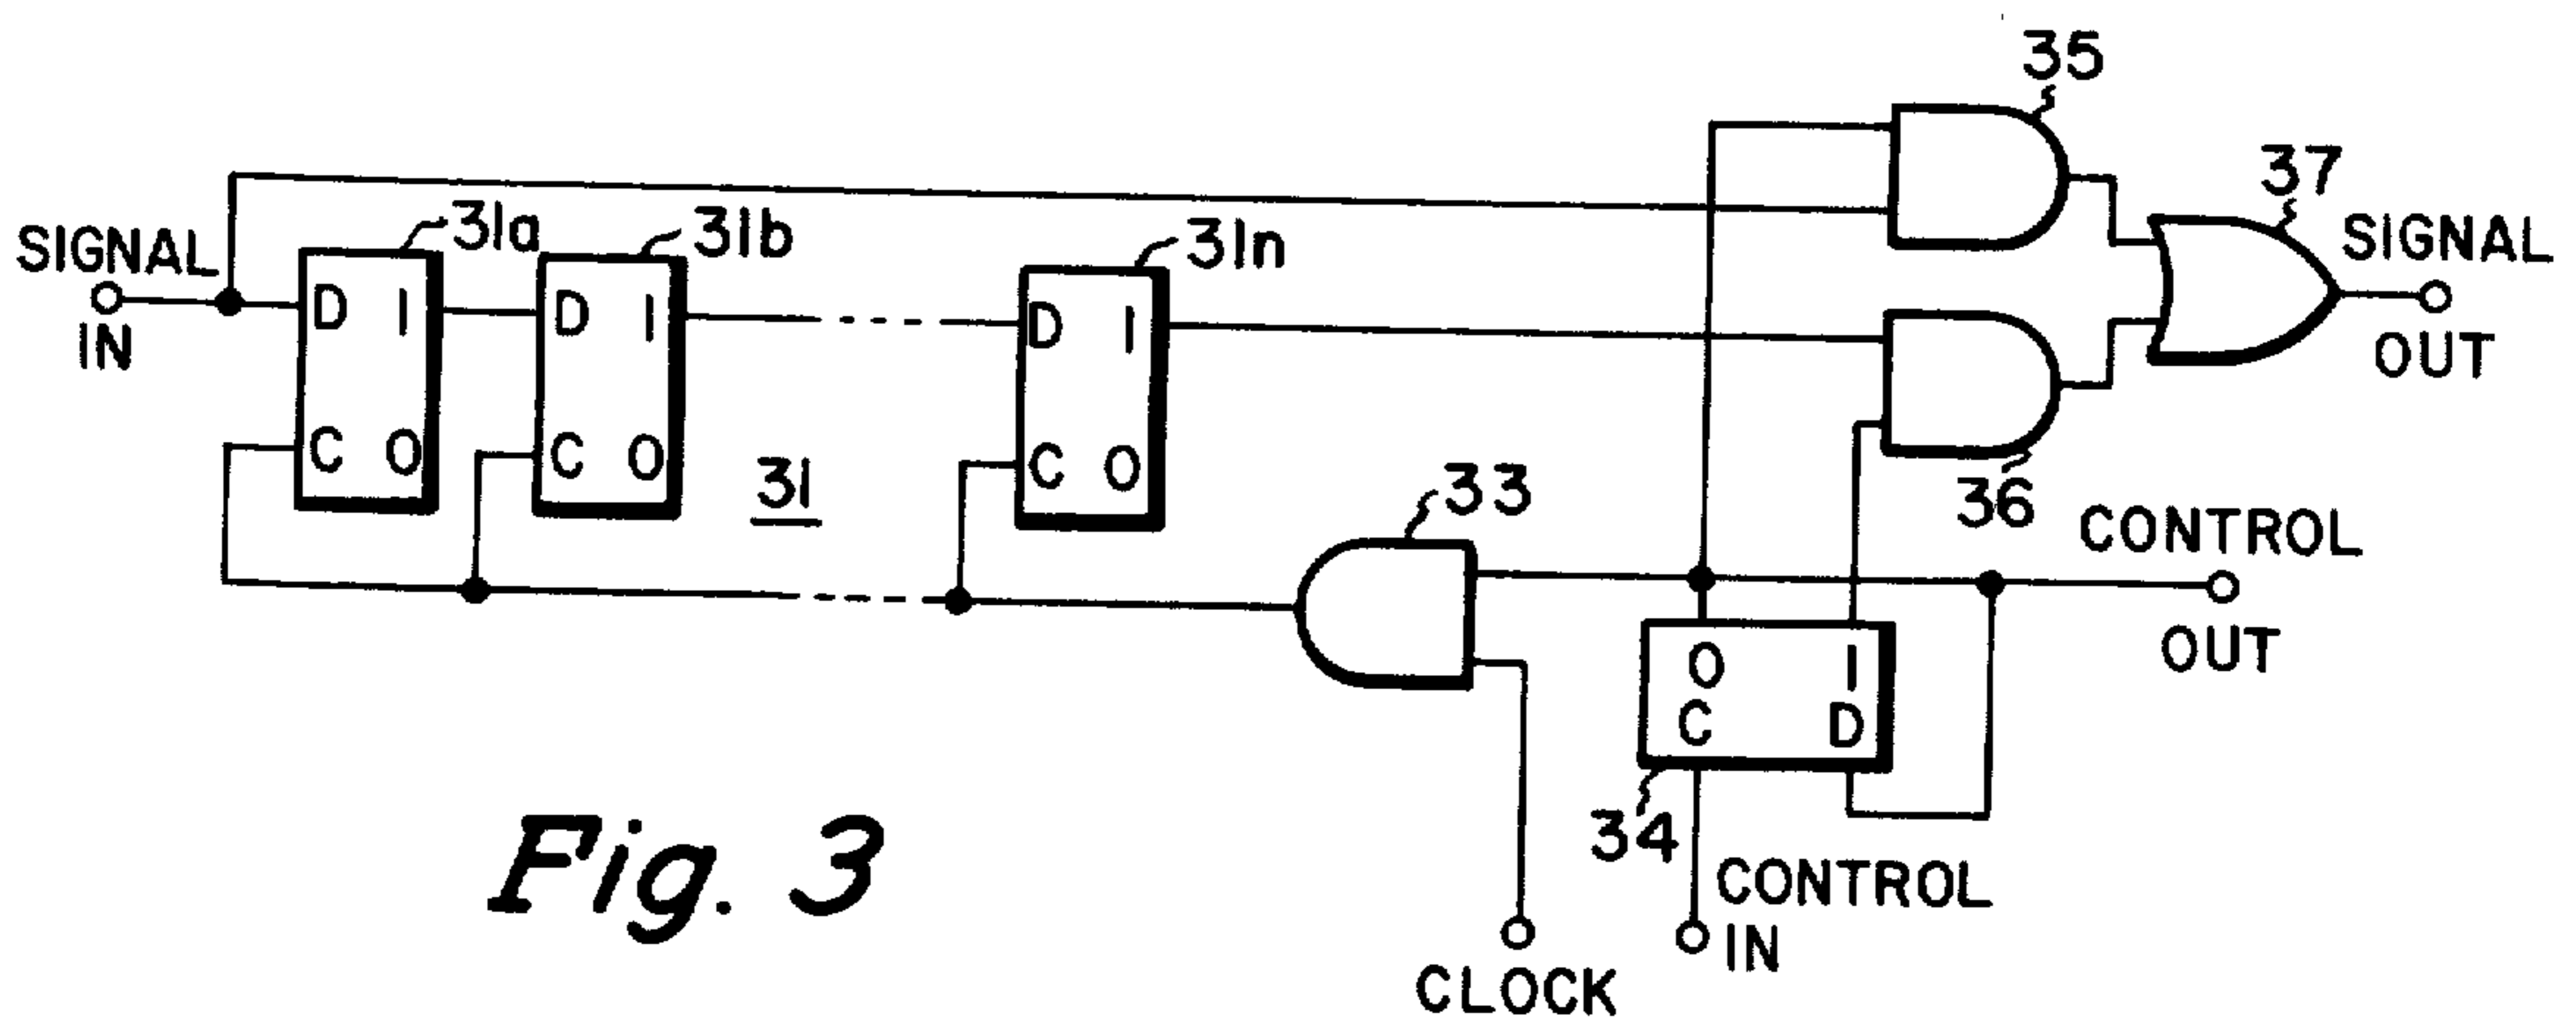 35
37
SIGNAL
IN
31a
31b
31n
SIGNAL
OUT
D 1
D 1
D 1
C 0
C 0
C 0
31
33
36
CONTROL
OUT
0 1
C D
34
CONTROL
IN
CLOCK
Fig. 3